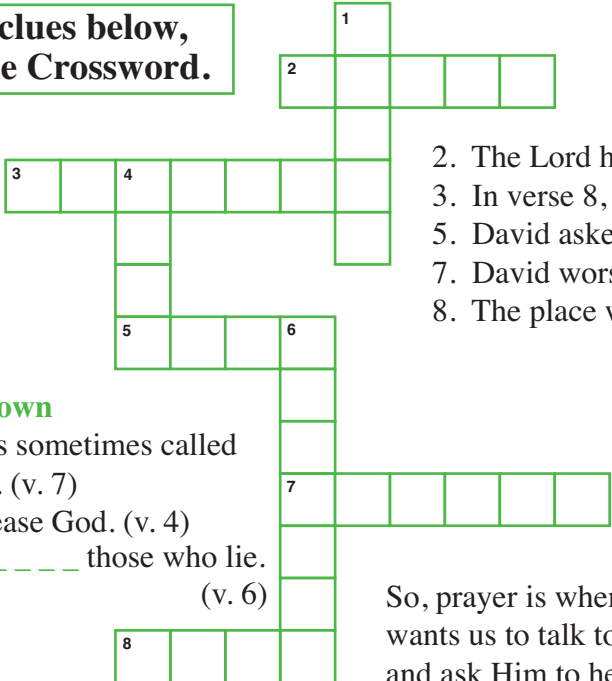 clues below,
e Crossword.
1
2
3
4
5
6
7
8
2. The Lord h
3. In verse 8,
5. David aske
7. David wors
8. The place
own
s sometimes called
. (v. 7)
ease God. (v. 4)
_ _ _ _ those who lie.
(v. 6)
So, prayer is when
wants us to talk to
and ask Him to he